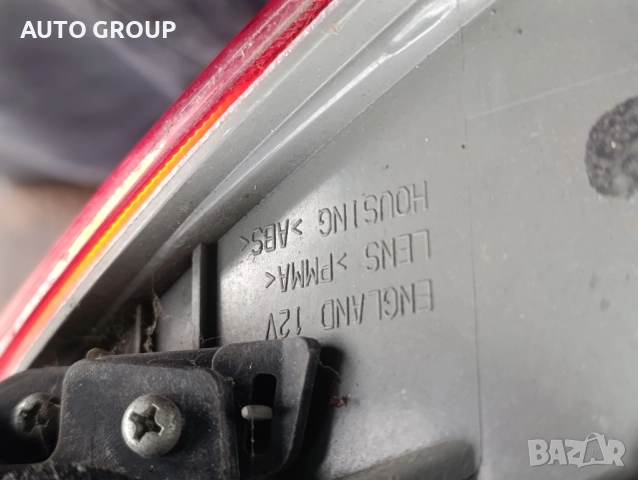 AUTO GROUP
ENGLAND 12V
LENS >PMMA<
HOUSING >ABS<
BAZAR